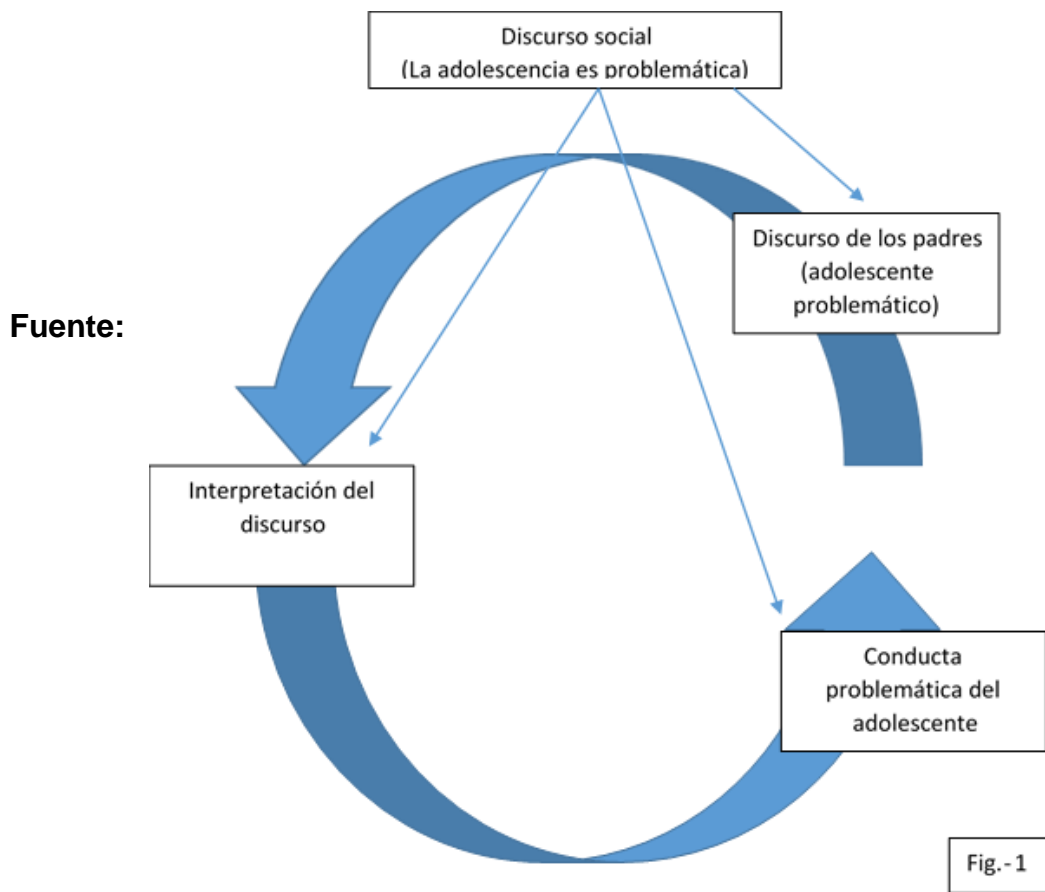 Discurso social
(La adolescencia es problemática)
Discurso de los padres
(adolescente
problemático)
Fuente:
Interpretación del
discurso
Conducta
problemática del
adolescente
Fig.-1